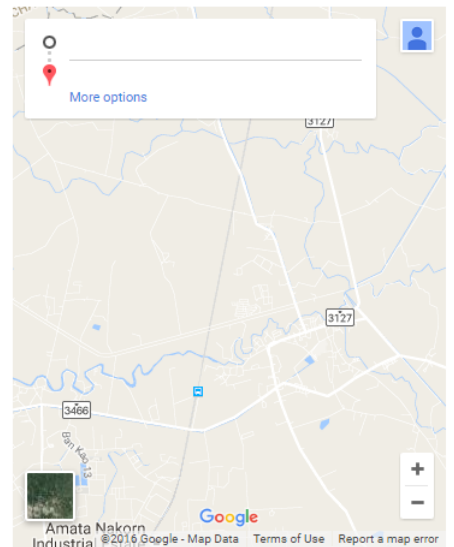 More options
3127
3127
3466
Ban Kao 13
Google
Amata Nakorn
Industrial Estate
©2016 Google - Map Data Terms of Use Report a map error